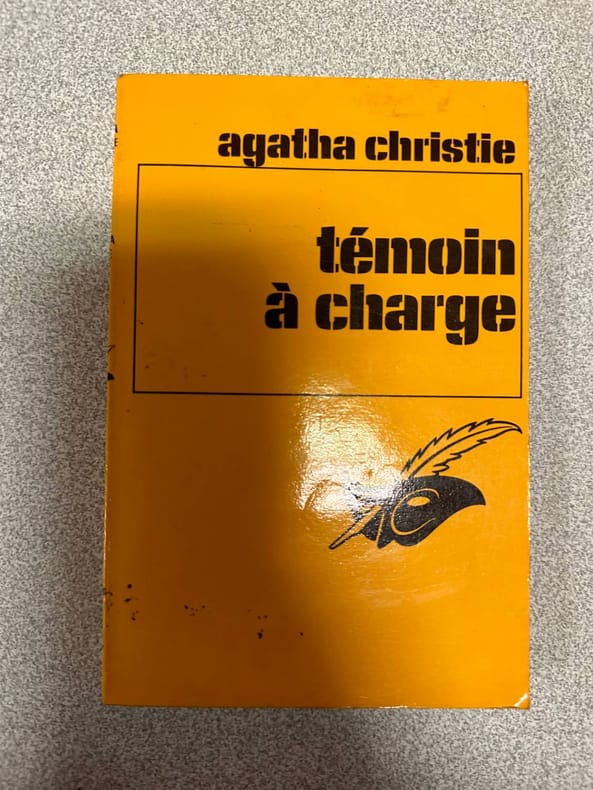 agatha christie
témoin
à charge